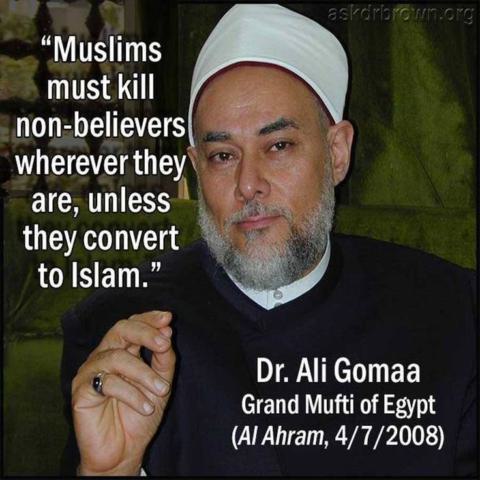 askdrbrown.org
“Muslims
must kill
non-believers
wherever they
are, unless
they convert
to Islam.”
Dr. Ali Gomaa
Grand Mufti of Egypt
(Al Ahram, 4/7/2008)